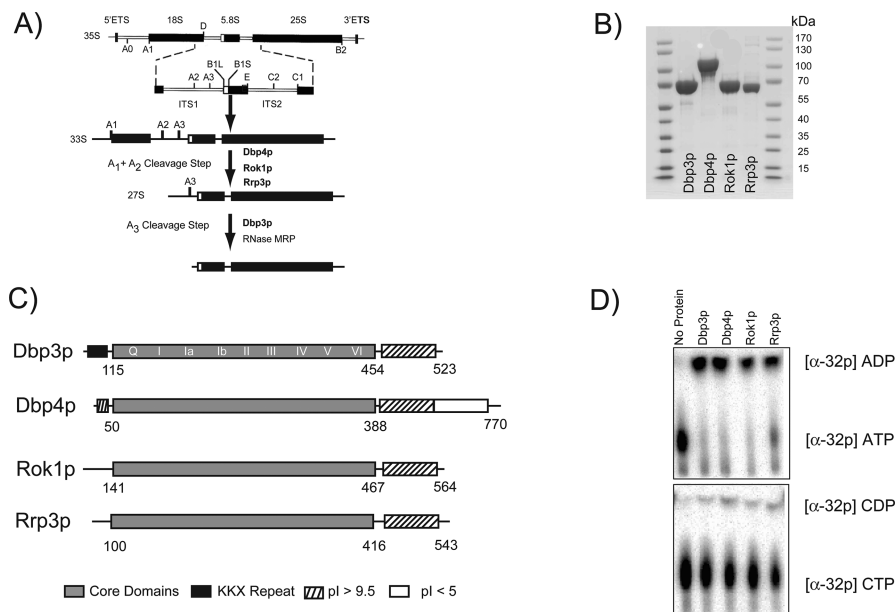 A)
5'ETS 18S D 5.8S 25S 3'ETS
35S
A0 A1 B2
B1L B1S
A2 A3 E C2 C1
ITS1 ITS2
A1 A2 A3
33S
Dbp4p
A1+ A2 Cleavage Step Rok1p
Rrp3p
A3
27S
A3 Cleavage Step Dbp3p
RNase MRP
B)
kDa
170
130
100
70
55
40
35
25
15
Dbp3p
Dbp4p
Rok1p
Rrp3p
C)
Dbp3p Q I Ia Ib II III IV V VI
115 454 523
Dbp4p
50 388 770
Rok1p
141 467 564
Rrp3p
100 416 543
Core Domains KKX Repeat pI > 9.5 pI < 5
D)
No Protein
Dbp3p
Dbp4p
Rok1p
Rrp3p
[α-32p] ADP
[α-32p] ATP
[α-32p] CDP
[α-32p] CTP